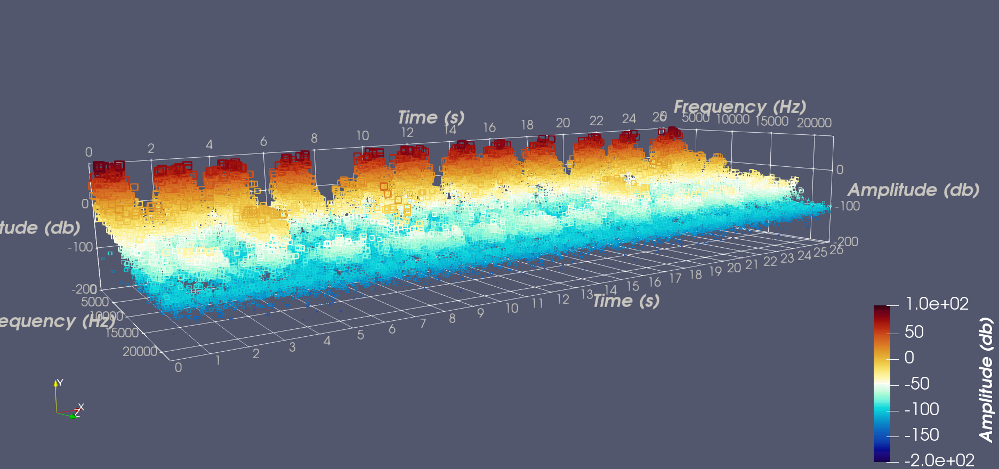 Frequency (Hz)
Time (s)
0 2 4 6 8 10 12 14 16 18 20 22 24 26
0 5000 10000 15000 20000
0
-100
-200
Amplitude (db)
tude (db)
0
-100
-200
0
5000
10000
15000
20000
equency (Hz)
0 1 2 3 4 5 6 7 8 9 10 11 12 13 14 15 16 17 18 19 20 21 22 23 24 25 26
Time (s)
1.0e+02
50
0
-50
-100
-150
-2.0e+02
Amplitude (db)
Y
X
Z